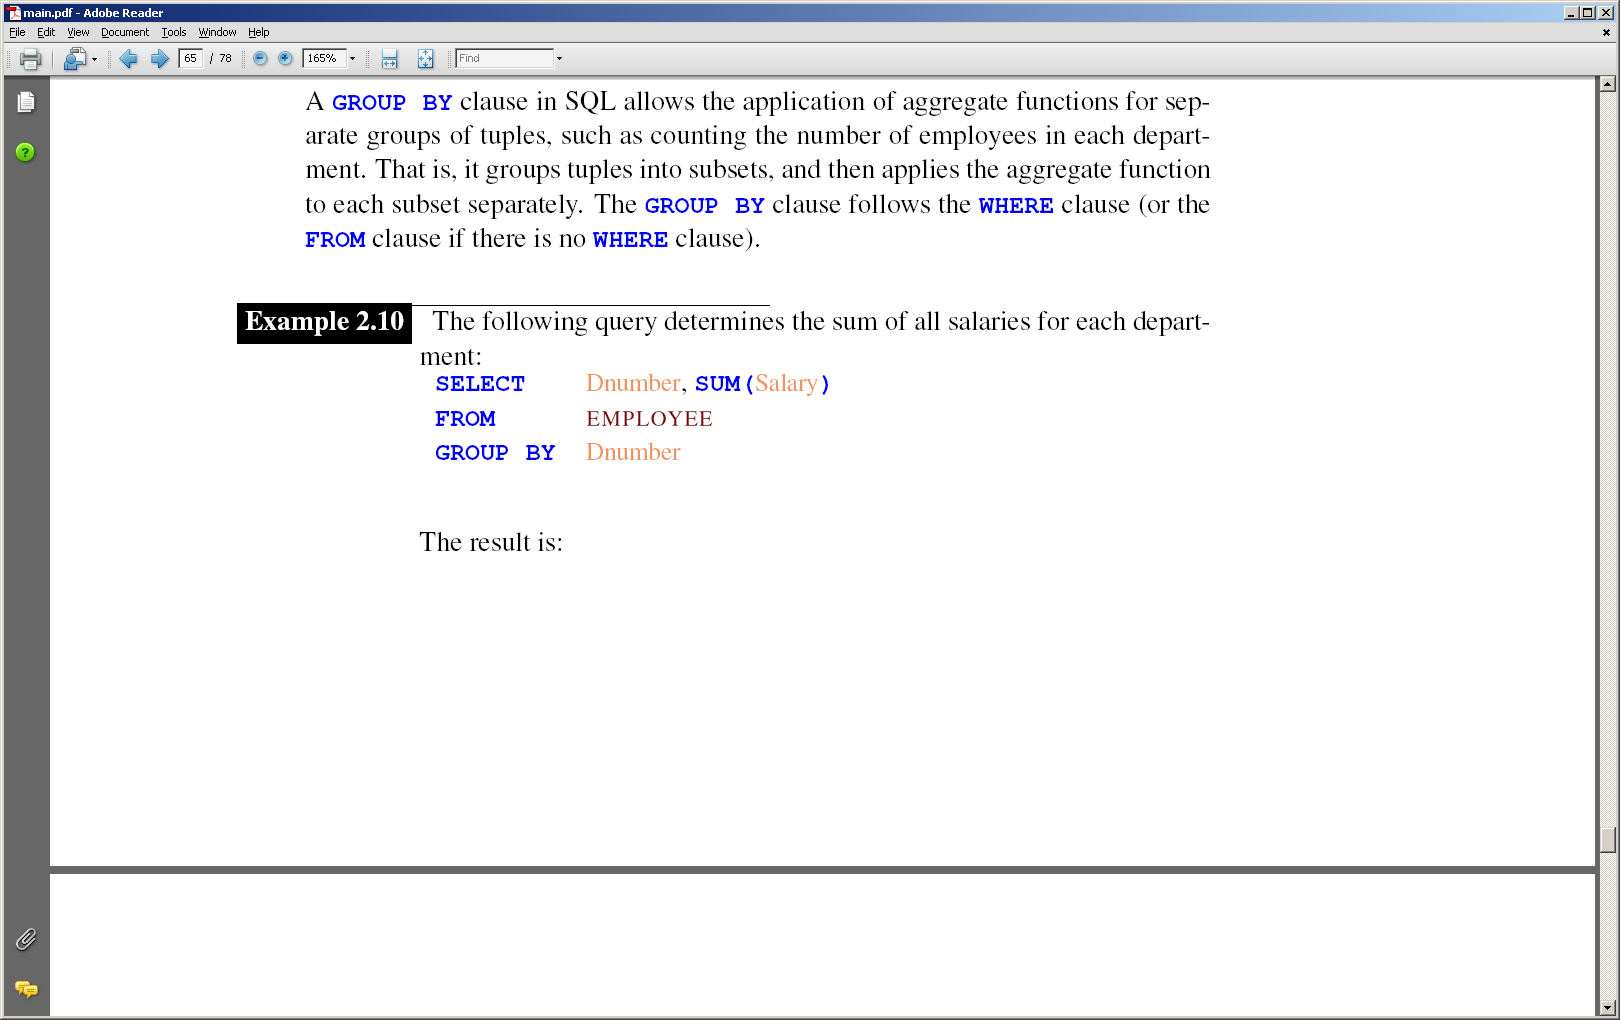 main.pdf - Adobe Reader
File Edit View Document Tools Window Help
65 / 78 165% Find
A GROUP BY clause in SQL allows the application of aggregate functions for sep-
arate groups of tuples, such as counting the number of employees in each depart-
ment. That is, it groups tuples into subsets, and then applies the aggregate function
to each subset separately. The GROUP BY clause follows the WHERE clause (or the
FROM clause if there is no WHERE clause).
Example 2.10 The following query determines the sum of all salaries for each depart-
ment:
SELECT Dnumber, SUM(Salary)
FROM EMPLOYEE
GROUP BY Dnumber
The result is: